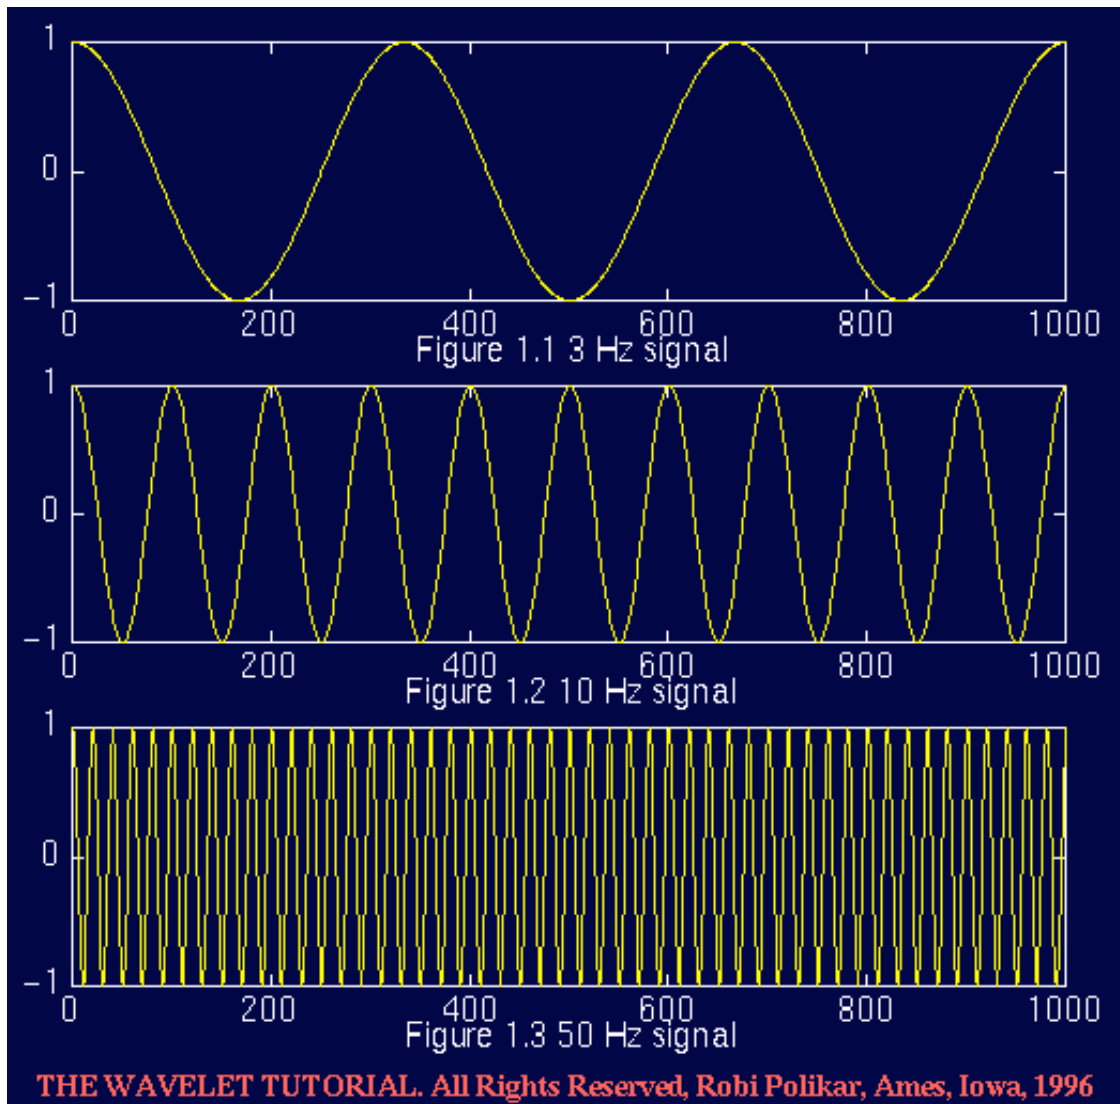 1
0
−1
0 200 400 600 800 1000
Figure 1.1 3 Hz signal
1
0
−1
0 200 400 600 800 1000
Figure 1.2 10 Hz signal
1
0
−1
0 200 400 600 800 1000
Figure 1.3 50 Hz signal
THE WAVELET TUTORIAL. All Rights Reserved, Robi Polikar, Ames, Iowa, 1996